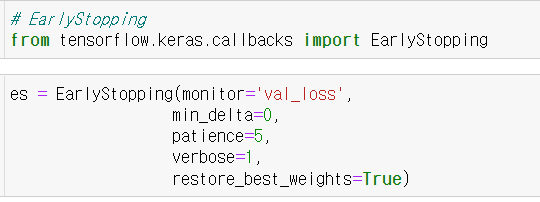 # EarlyStopping
from tensorflow.keras.callbacks import EarlyStopping
es = EarlyStopping(monitor='val_loss',
min_delta=0,
patience=5,
verbose=1,
restore_best_weights=True)